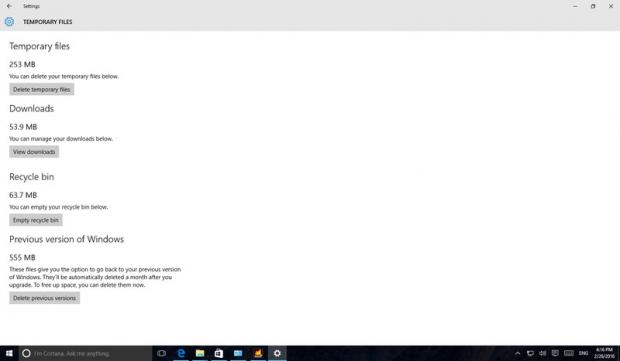 Settings
TEMPORARY FILES
Temporary files
253 MB
You can delete your temporary files below.
Delete temporary files
Downloads
53.9 MB
You can manage your downloads below.
View downloads
Recycle bin
63.7 MB
You can empty your recycle bin below.
Empty recycle bin
Previous version of Windows
555 MB
These files give you the option to go back to your previous version
of Windows. They'll be automatically deleted a month after you
upgrade. To free up space, you can delete them now.
Delete previous versions
I'm Cortana. Ask me anything.
ENG
4:16 PM
2/26/2016